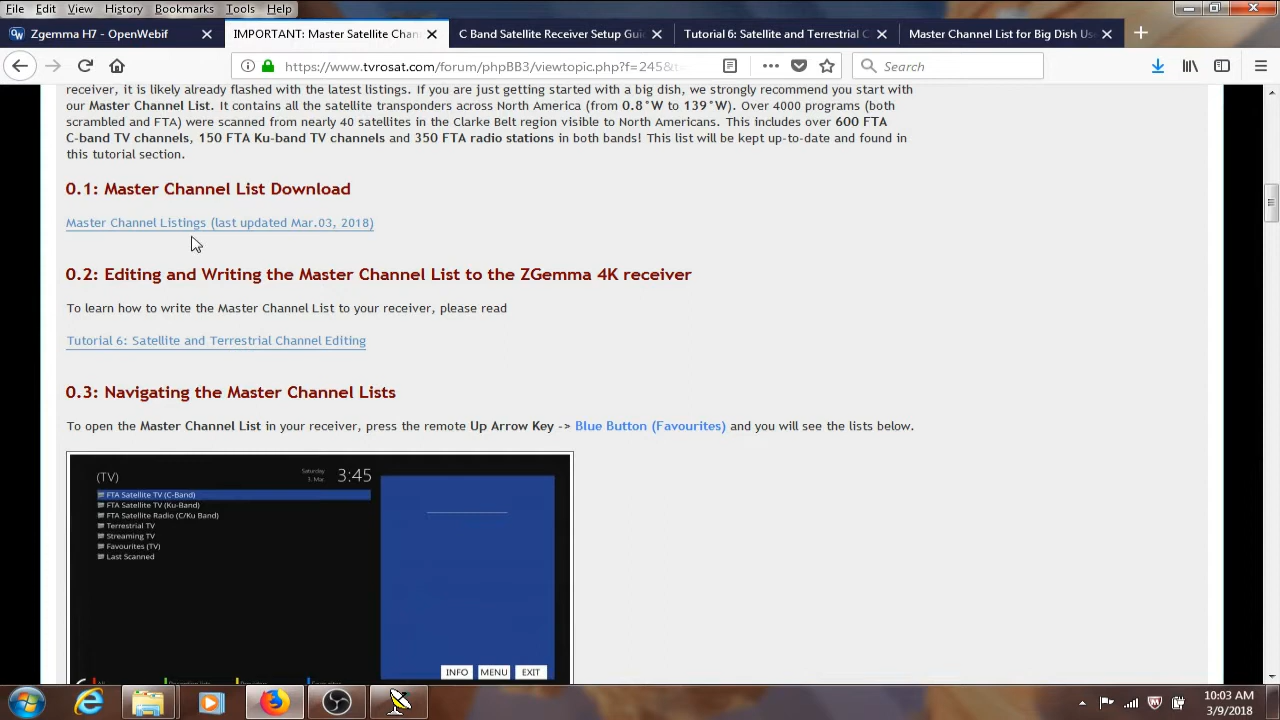 File Edit View History Bookmarks Tools Help
Zgemma H7 - OpenWebif
IMPORTANT: Master Satellite Chan
C Band Satellite Receiver Setup Gui
Tutorial 6: Satellite and Terrestrial C
Master Channel List for Big Dish Us
https://www.tvrosat.com/forum/phpBB3/viewtopic.php?f=245&t
Search
receiver, it is likely already flashed with the latest listings. If you are just getting started with a big dish, we strongly recommend you start with
our Master Channel List. It contains all the satellite transponders across North America (from 0.8°W to 139°W). Over 4000 programs (both
scrambled and FTA) were scanned from nearly 40 satellites in the Clarke Belt region visible to North Americans. This includes over 600 FTA
C-band TV channels, 150 FTA Ku-band TV channels and 350 FTA radio stations in both bands! This list will be kept up-to-date and found in
this tutorial section.
0.1: Master Channel List Download
Master Channel Listings (last updated Mar.03, 2018)
0.2: Editing and Writing the Master Channel List to the ZGemma 4K receiver
To learn how to write the Master Channel List to your receiver, please read
Tutorial 6: Satellite and Terrestrial Channel Editing
0.3: Navigating the Master Channel Lists
To open the Master Channel List in your receiver, press the remote Up Arrow Key -> Blue Button (Favourites) and you will see the lists below.
(TV)
Saturday
3. Mar
3:45
FTA Satellite TV (C-Band)
FTA Satellite TV (Ku-Band)
FTA Satellite Radio (C/Ku Band)
Terrestrial TV
Streaming TV
Favourites (TV)
Last Scanned
INFO MENU EXIT
10:03 AM
3/9/2018